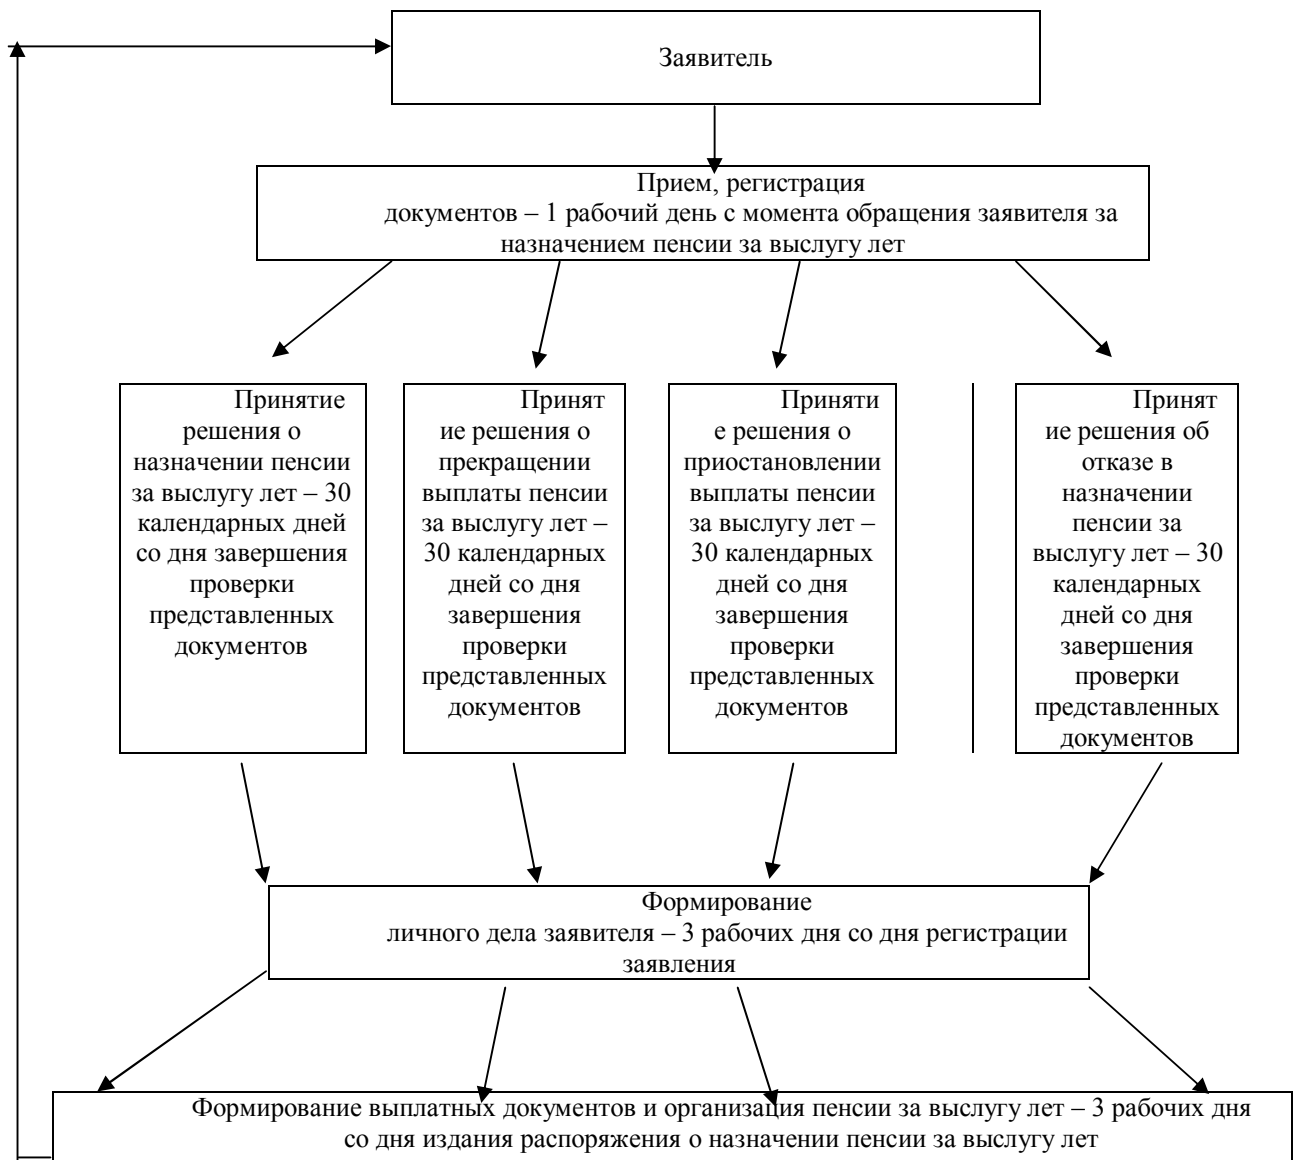 Заявитель
Прием, регистрация
документов – 1 рабочий день с момента обращения заявителя за
назначением пенсии за выслугу лет
Принятие
решения о
назначении пенсии
за выслугу лет – 30
календарных дней
со дня завершения
проверки
представленных
документов
Принят
ие решения о
прекращении
выплаты пенсии
за выслугу лет –
30 календарных
дней со дня
завершения
проверки
представленных
документов
Приняти
е решения о
приостановлении
выплаты пенсии
за выслугу лет –
30 календарных
дней со дня
завершения
проверки
представленных
документов
Принят
ие решения об
отказе в
назначении
пенсии за
выслугу лет – 30
календарных
дней со дня
завершения
проверки
представленных
документов
Формирование
личного дела заявителя – 3 рабочих дня со дня регистрации
заявления
Формирование выплатных документов и организация пенсии за выслугу лет – 3 рабочих дня
со дня издания распоряжения о назначении пенсии за выслугу лет